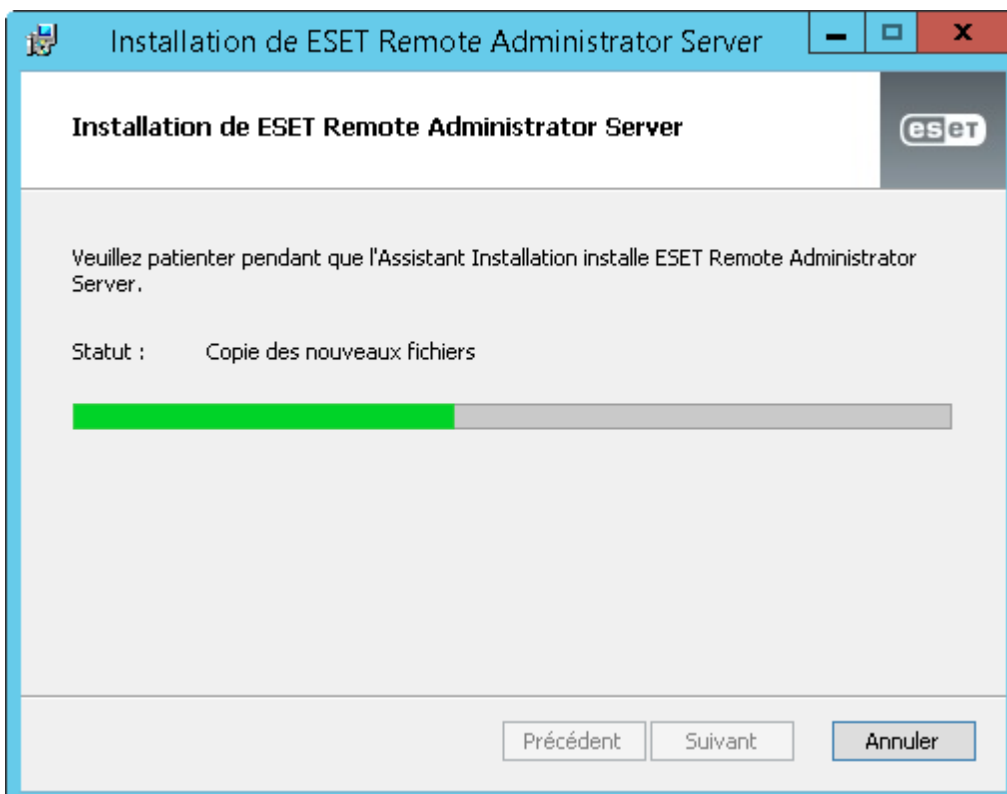 Installation de ESET Remote Administrator Server
Installation de ESET Remote Administrator Server
eseT
Veuillez patienter pendant que l'Assistant Installation installe ESET Remote Administrator
Server.
Statut : Copie des nouveaux fichiers
Précédent Suivant Annuler